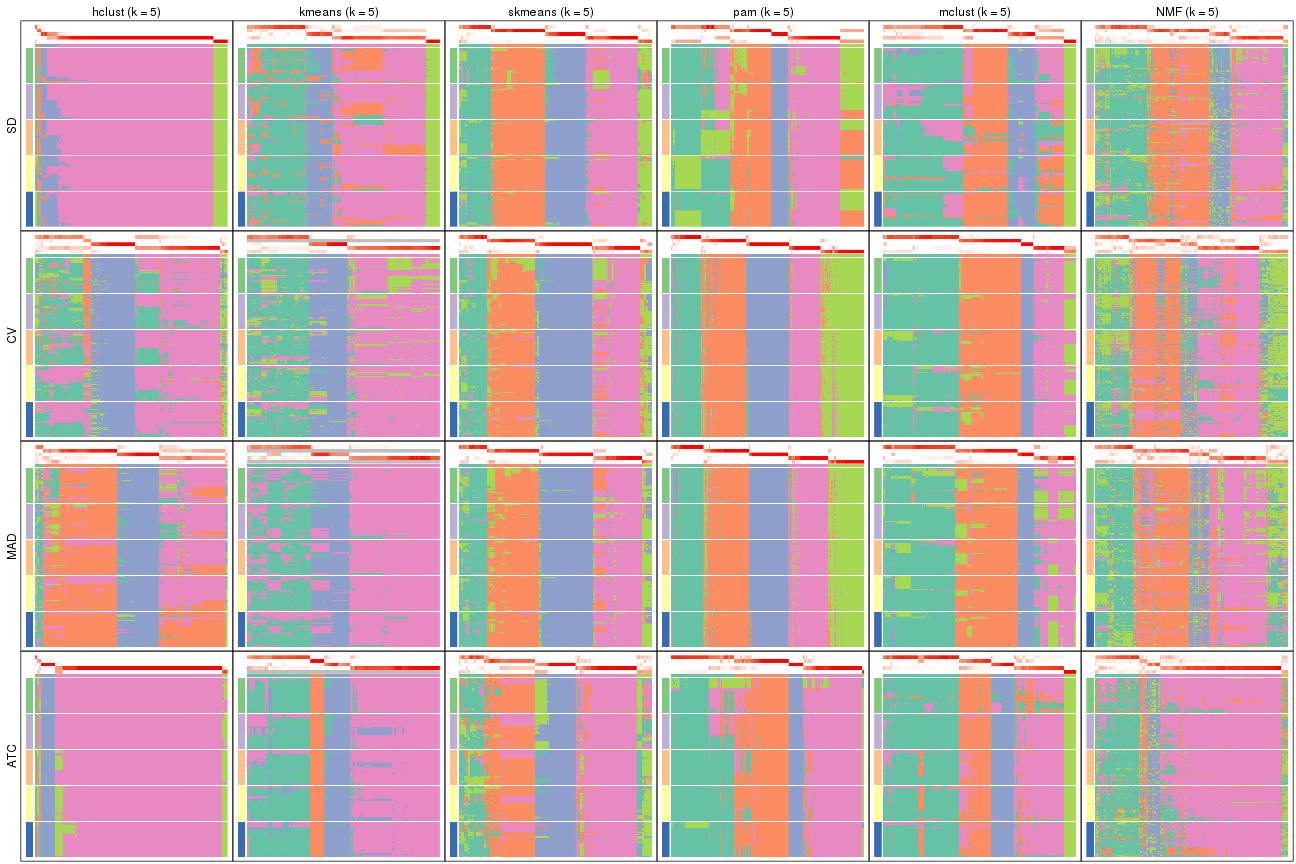 hclust (k = 5) kmeans (k = 5) skmeans (k = 5) pam (k = 5) mclust (k = 5) NMF (k = 5)
SD
CV
MAD
ATC